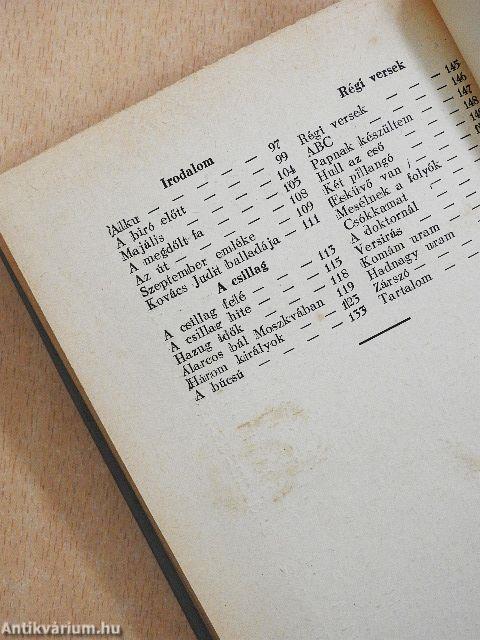 Irodalom
Alku — — — — — 97
A bíró előtt — — — 99
Majális — — — — 104
A megdőlt fa — — — 105
Az út — — — — 108
Szeptember emléke — 109
Kovács Judit balladája — 111
A csillag
A csillag felé — — — 113
A csillag hite — — — 115
Hazug idők — — — 118
Álarcos bál Moszkvában 119
Három királyok — — 123
A búcsú — — — — 133
Régi versek
Régi versek — — — 145
ABC — — — — 146
Papnak készültem — 147
Hull az eső — — 148
Két pillangó
Esküvő van
Mesélnek a folyók
Csókkamat
A doktornál
Versírás — —
Komám uram —
Hadnagy uram
Zárszó —
Tartalom —
Antikvárium.hu